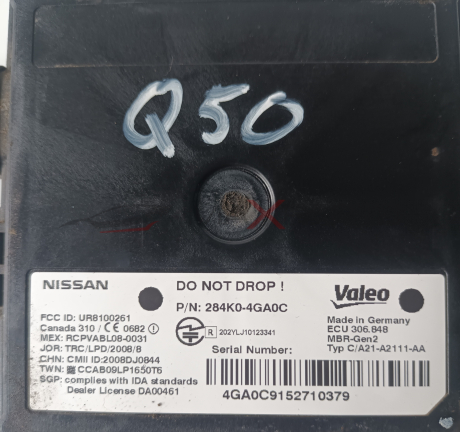 Q50
NISSAN
DO NOT DROP !
Valeo
P/N: 284K0-4GA0C
FCC ID: UR8100261
Canada 310 / CE 0682
MEX: RCPVABL08-0031
JOR: TRC/LPD/2008/8
CHN: CMII ID:2008DJ0844
TWN: CCAB09LP1650T6
SGP: complies with IDA standards
Dealer License DA00461
R 202YLJ10123341
Serial Number:
4GA0C9152710379
Made in Germany
ECU 306.848
MBR-Gen2
Typ C/A21-A2111-AA